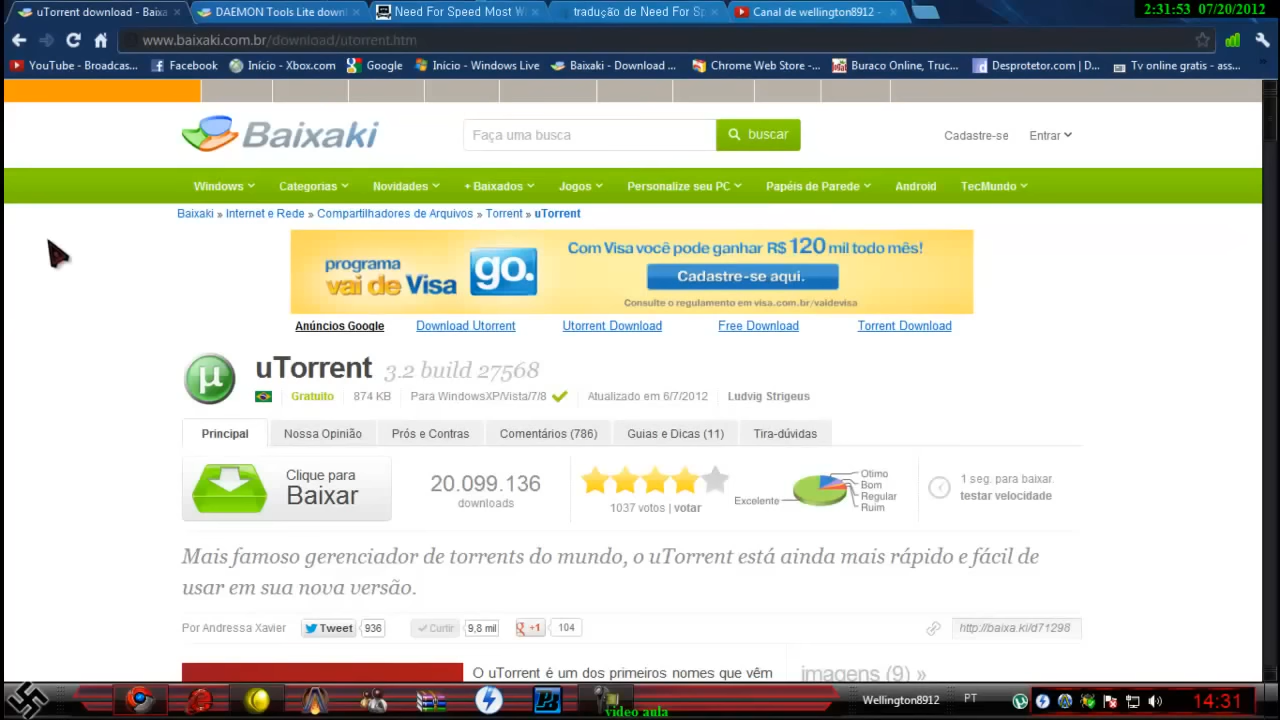 uTorrent download - Baixa
DAEMON Tools Lite down
Need For Speed Most W
tradução de Need For Sp
Canal de wellington8912 -
2:31:53 07/20/2012
www.baixaki.com.br/download/utorrent.htm
YouTube - Broadcas...
Facebook
Início - Xbox.com
Google
Início - Windows Live
Baixaki - Download ...
Chrome Web Store -...
Buraco Online, Truc...
Desprotetor.com | D...
Tv online gratis - ass...
Baixaki
Faça uma busca
buscar
Cadastre-se
Entrar
Windows
Categorias
Novidades
+ Baixados
Jogos
Personalize seu PC
Papéis de Parede
Android
TecMundo
Baixaki » Internet e Rede » Compartilhadores de Arquivos » Torrent » uTorrent
programa
vai de Visa
go.
Com Visa você pode ganhar R$ 120 mil todo mês!
Cadastre-se aqui.
Consulte o regulamento em visa.com.br/vaidevisa
Anúncios Google
Download Utorrent
Utorrent Download
Free Download
Torrent Download
µ
uTorrent 3.2 build 27568
Gratuito
874 KB
Para WindowsXP/Vista/7/8
Atualizado em 6/7/2012
Ludvig Strigeus
Principal
Nossa Opinião
Prós e Contras
Comentários (786)
Guias e Dicas (11)
Tira-dúvidas
Clique para
Baixar
20.099.136
downloads
1037 votos | votar
Excelente
Otimo
Bom
Regular
Ruim
1 seg. para baixar.
testar velocidade
Mais famoso gerenciador de torrents do mundo, o uTorrent está ainda mais rápido e fácil de
usar em sua nova versão.
Por Andressa Xavier
Tweet
936
Curtir
9,8 mil
+1
104
http://baixa.ki/d71298
O uTorrent é um dos primeiros nomes que vêm
imagens (9) »
Wellington8912
PT
14:31
video aula